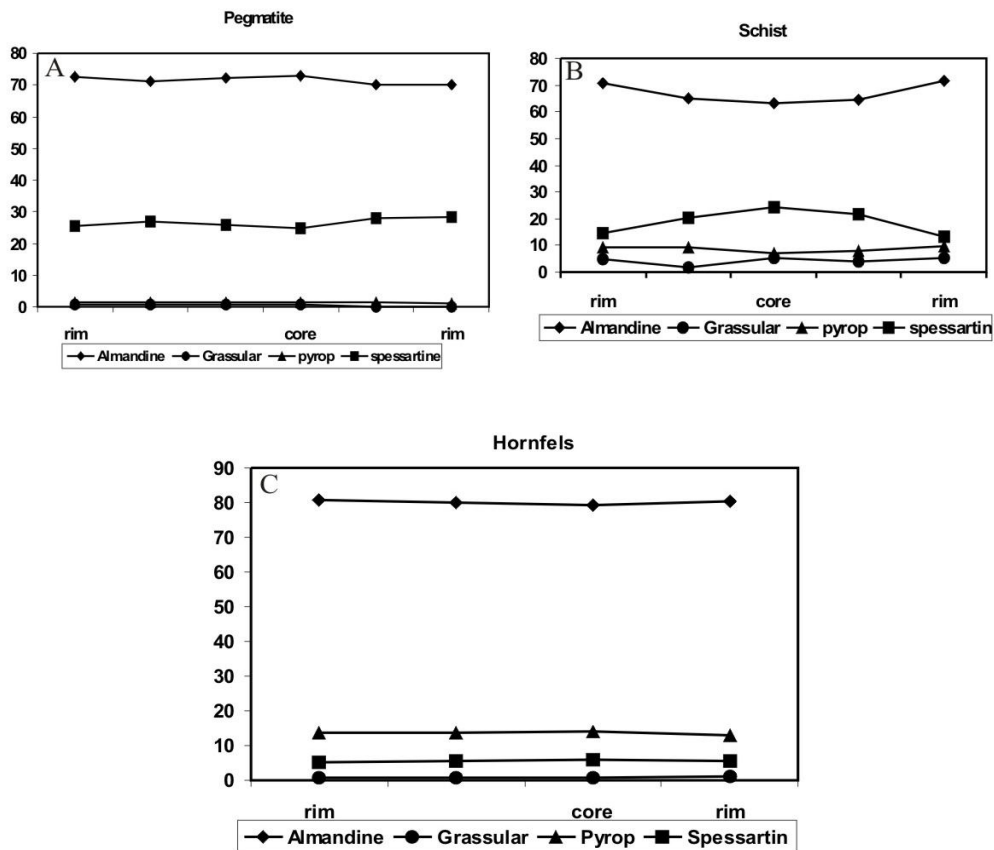 Pegmatite
A
80
70
60
50
40
30
20
10
0
rim core rim
Almandine Grassular pyrop spessartine
Schist
B
80
70
60
50
40
30
20
10
0
rim core rim
Almandine Grassular pyrop spessartin
Hornfels
C
90
80
70
60
50
40
30
20
10
0
rim core rim
Almandine Grassular Pyrop Spessartin